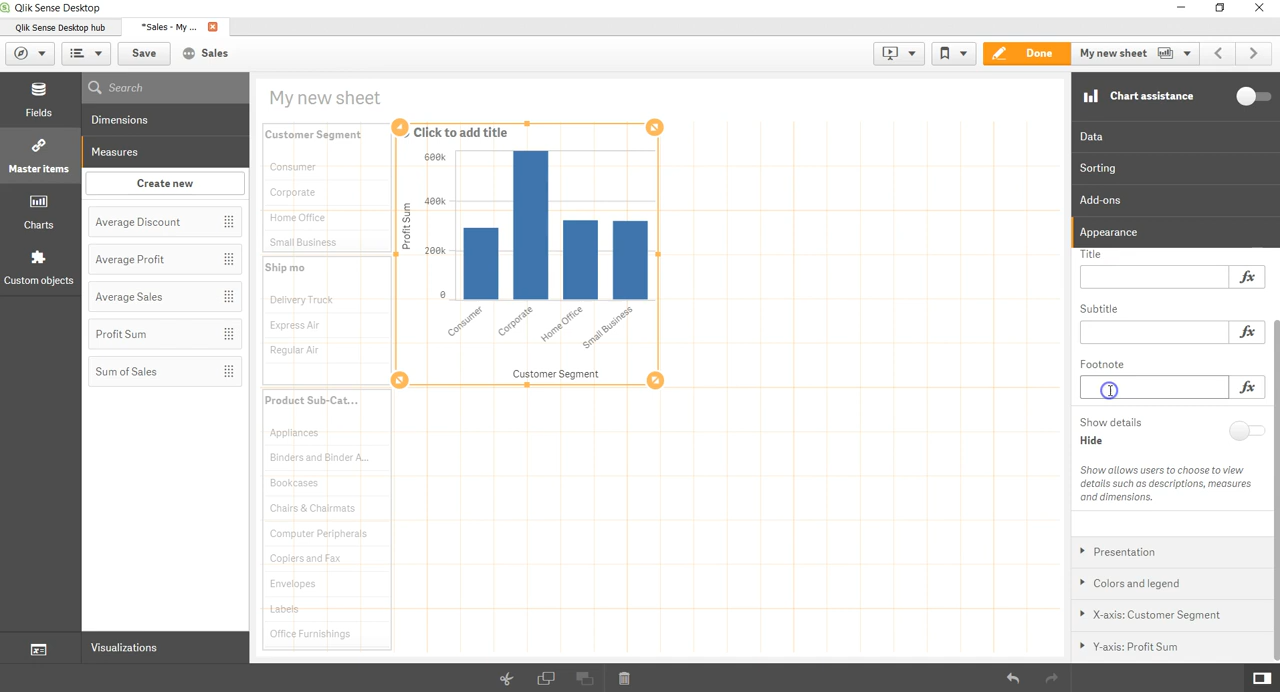 Qlik Sense Desktop
Qlik Sense Desktop hub
*Sales - My ...
Save
Sales
Done
My new sheet
Fields
Master items
Charts
Custom objects
Search
Dimensions
Measures
Create new
Average Discount
Average Profit
Average Sales
Profit Sum
Sum of Sales
Visualizations
My new sheet
Customer Segment
Consumer
Corporate
Home Office
Small Business
Ship mo
Delivery Truck
Express Air
Regular Air
Product Sub-Cat...
Appliances
Binders and Binder A...
Bookcases
Chairs & Chairmats
Computer Peripherals
Copiers and Fax
Envelopes
Labels
Office Furnishings
Click to add title
Profit Sum
600k
400k
200k
0
Consumer
Corporate
Home Office
Small Business
Customer Segment
Chart assistance
Data
Sorting
Add-ons
Appearance
Title
fx
Subtitle
fx
Footnote
fx
Show details
Hide
Show allows users to choose to view
details such as descriptions, measures
and dimensions.
Presentation
Colors and legend
X-axis: Customer Segment
Y-axis: Profit Sum